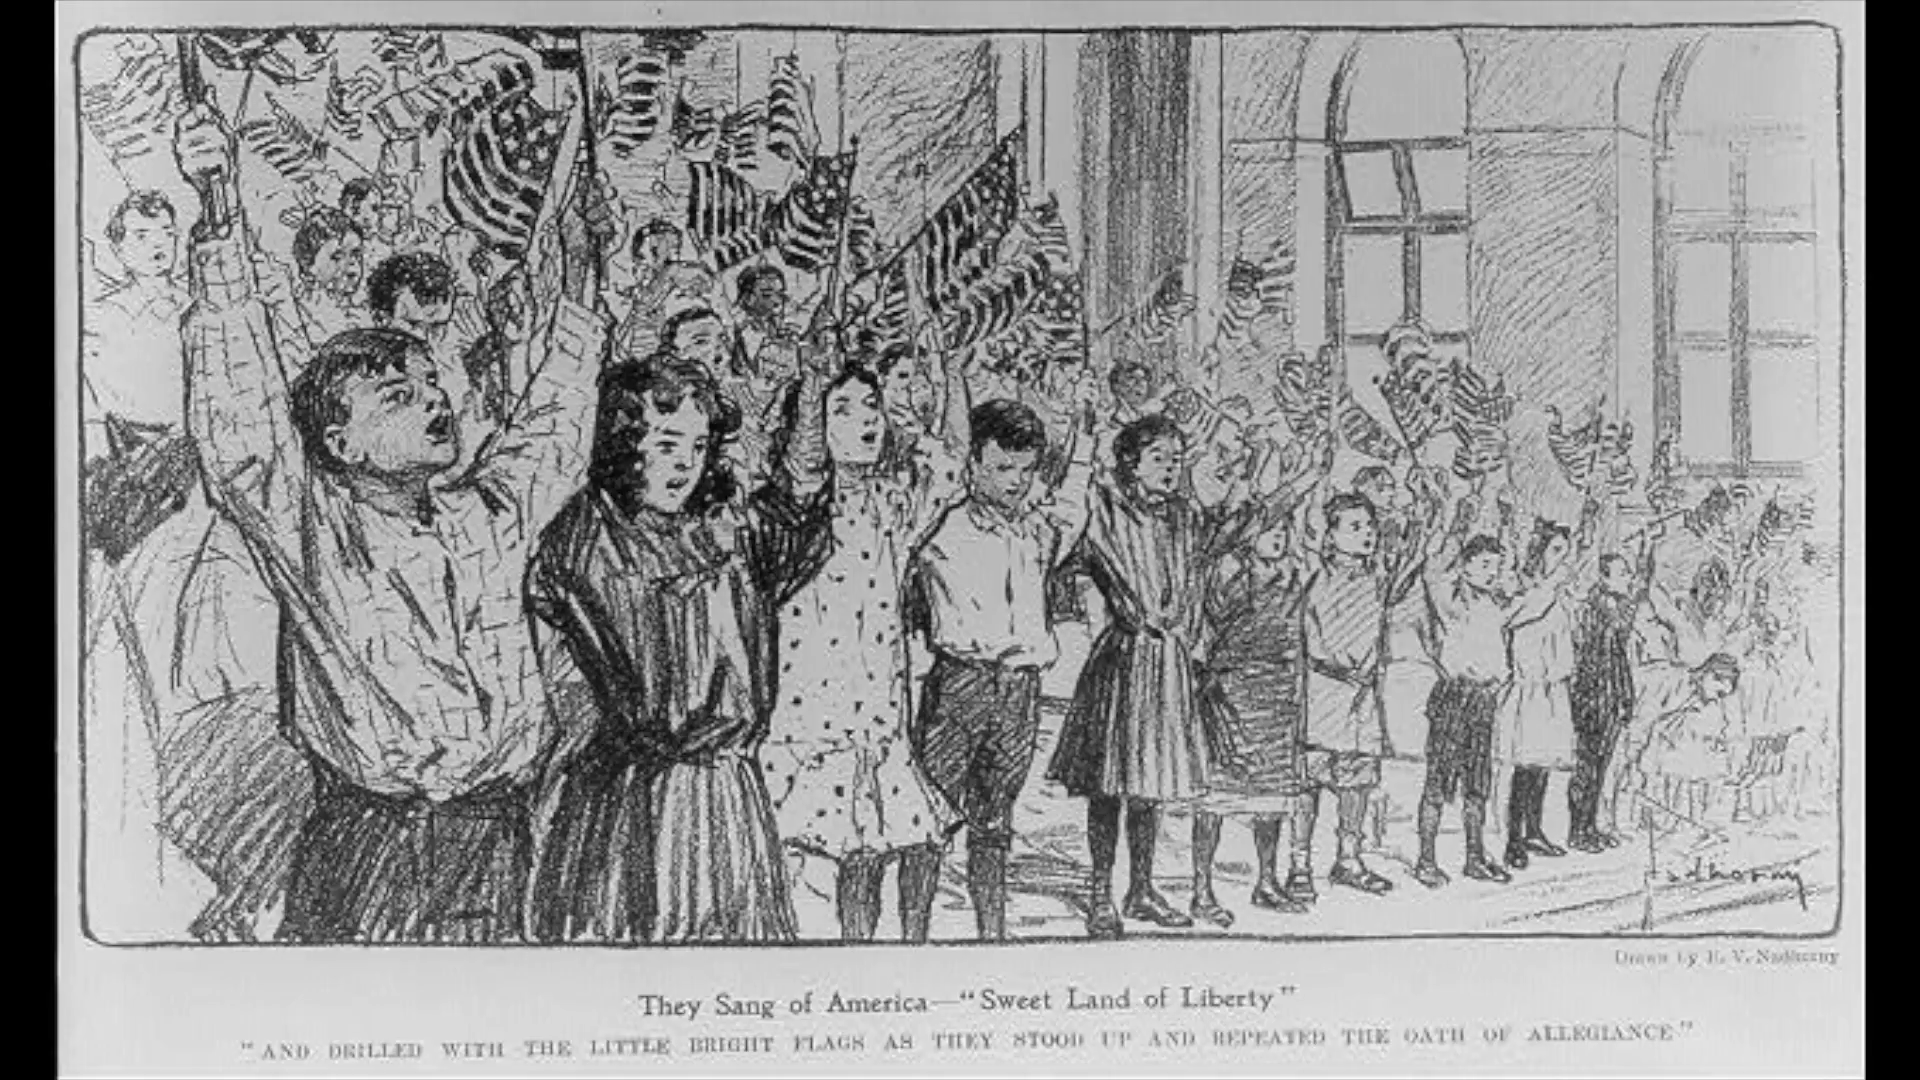 Nadherny
Drawn by E. V. Nadherny
They Sang of America—“Sweet Land of Liberty”
“AND DRILLED WITH THE LITTLE BRIGHT FLAGS AS THEY STOOD UP AND REPEATED THE OATH OF ALLEGIANCE”